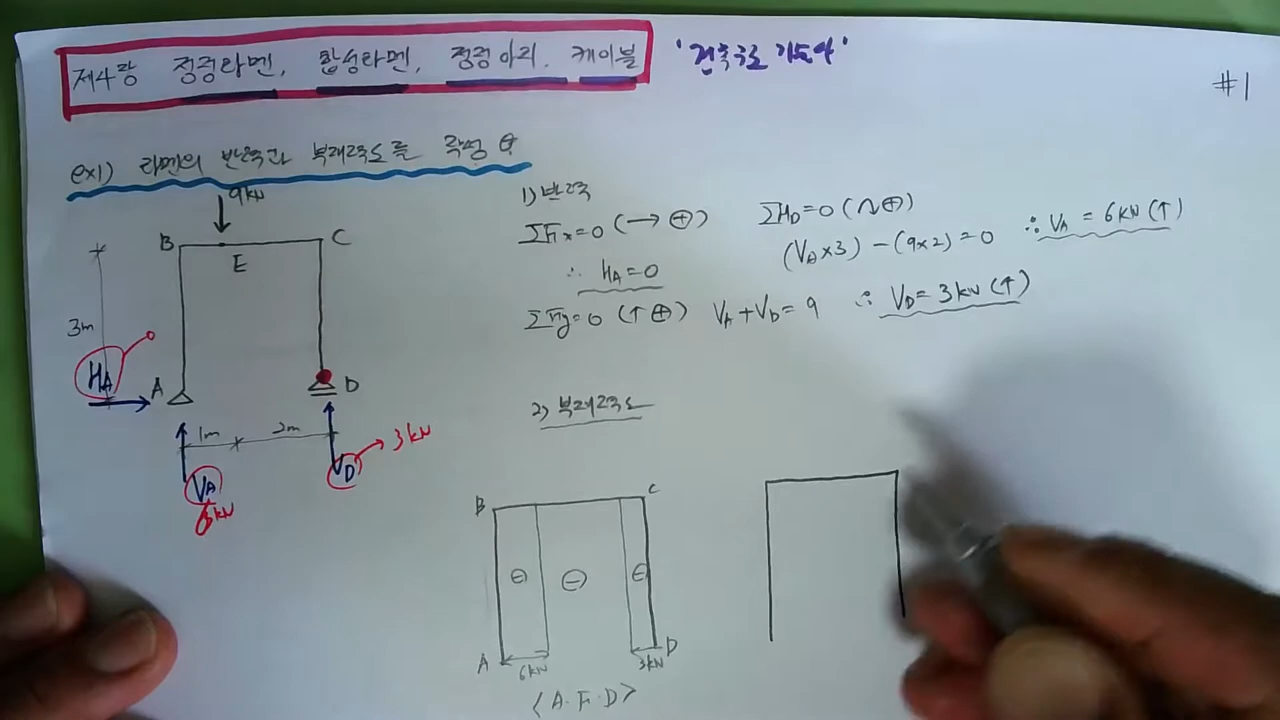 제4장 정정라멘, 합성라멘, 정정아치, 케이블
'건축구조 기도사'
#1
ex1) 라멘의 반력과 부재력도를 작성
9kN
B
C
E
3m
HA
0
A
D
1m
2m
VA
6kN
VD
3kN
1) 반력
ΣFx=0 (→ ⊕)
∴ HA=0
ΣFy=0 (↑ ⊕) VA+VD=9 ∴ VD=3kN(↑)
ΣMD=0 (↷⊕)
(VA×3)-(9×2)=0 ∴ VA=6kN(↑)
2) 부재력도
B
C
⊖
⊖
⊖
A
D
6kN
3kN
<A.F.D>